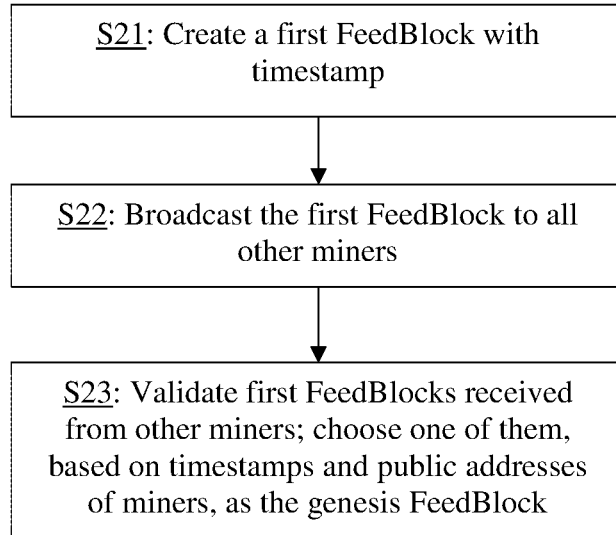 S21: Create a first FeedBlock with
timestamp
S22: Broadcast the first FeedBlock to all
other miners
S23: Validate first FeedBlocks received
from other miners; choose one of them,
based on timestamps and public addresses
of miners, as the genesis FeedBlock